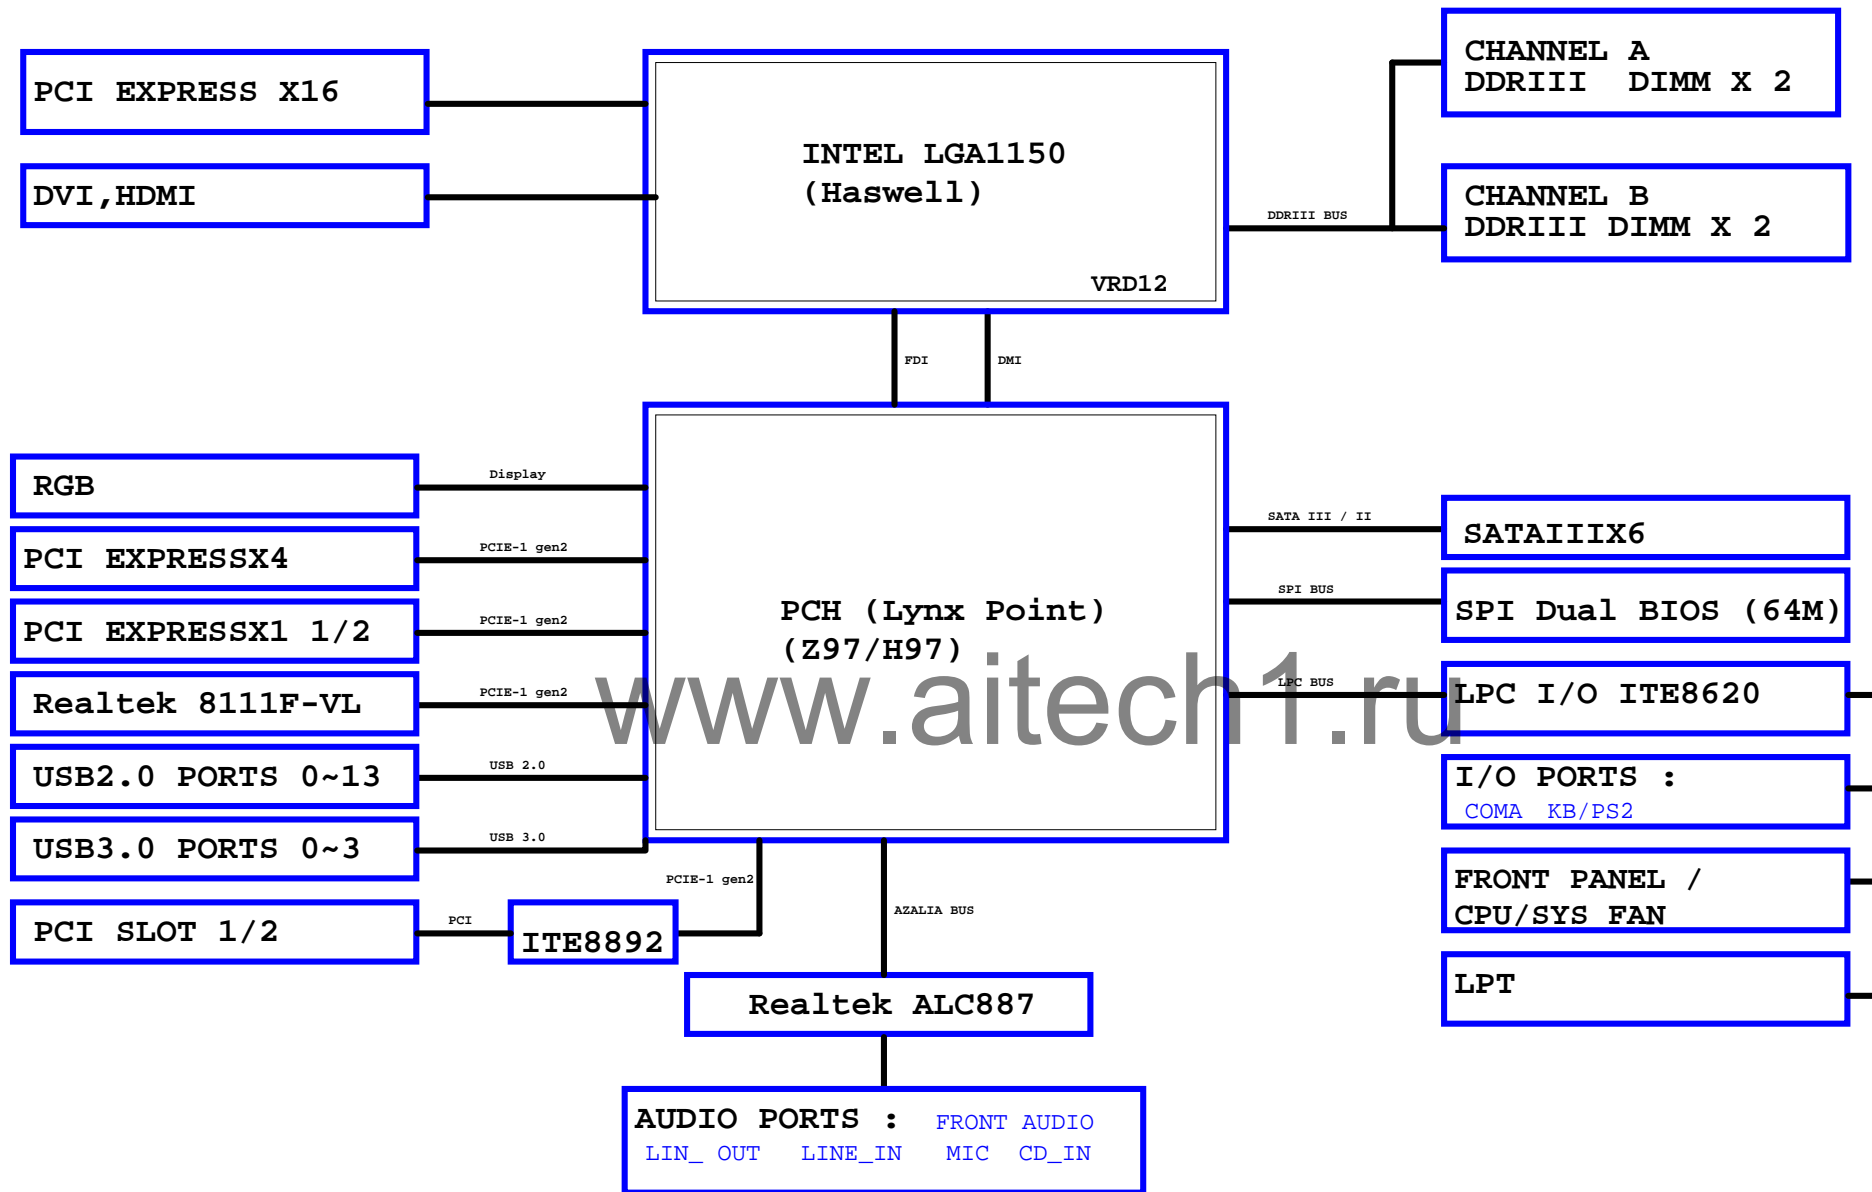 PCI EXPRESS X16
DVI,HDMI
INTEL LGA1150
(Haswell)
VRD12
DDRIII BUS
CHANNEL A
DDRIII DIMM X 2
CHANNEL B
DDRIII DIMM X 2
FDI
DMI
RGB
Display
PCI EXPRESSX4
PCIE-1 gen2
PCI EXPRESSX1 1/2
PCIE-1 gen2
Realtek 8111F-VL
PCIE-1 gen2
USB2.0 PORTS 0~13
USB 2.0
USB3.0 PORTS 0~3
USB 3.0
PCI SLOT 1/2
PCI
ITE8892
PCIE-1 gen2
PCH (Lynx Point)
(Z97/H97)
www.aitech1.ru
SATA III / II
SATAIIIX6
SPI BUS
SPI Dual BIOS (64M)
LPC BUS
LPC I/O ITE8620
I/O PORTS :
COMA KB/PS2
FRONT PANEL /
CPU/SYS FAN
LPT
AZALIA BUS
Realtek ALC887
AUDIO PORTS : FRONT AUDIO
LIN_ OUT LINE_IN MIC CD_IN